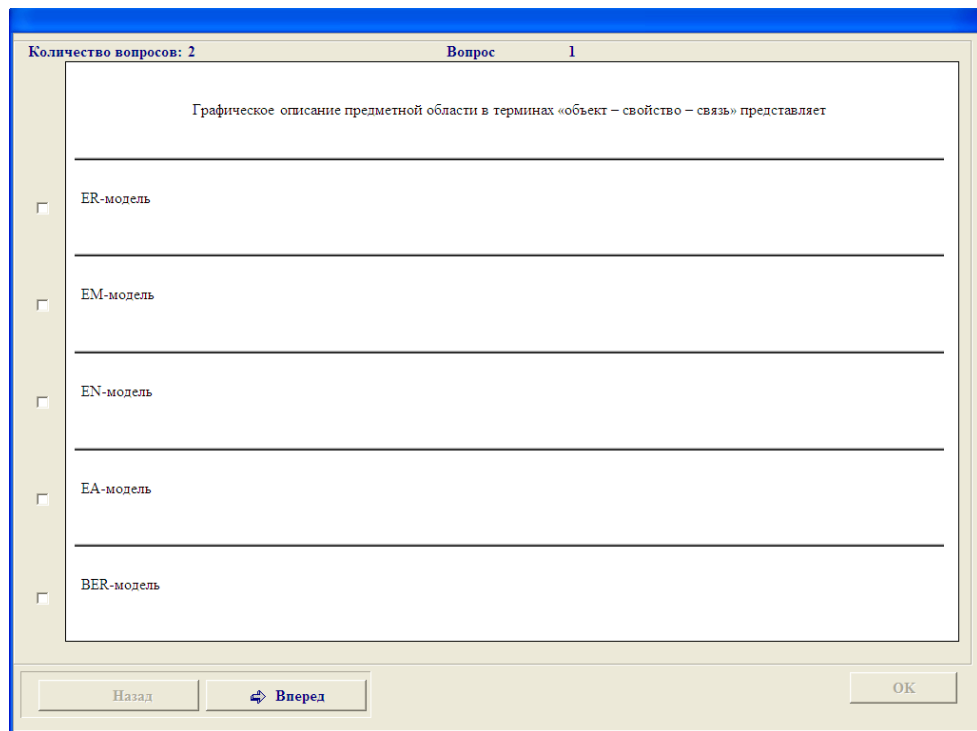 Количество вопросов: 2 Вопрос 1
Графическое описание предметной области в терминах «объект – свойство – связь» представляет
ER-модель
EM-модель
EN-модель
EA-модель
BER-модель
Назад Вперед OK